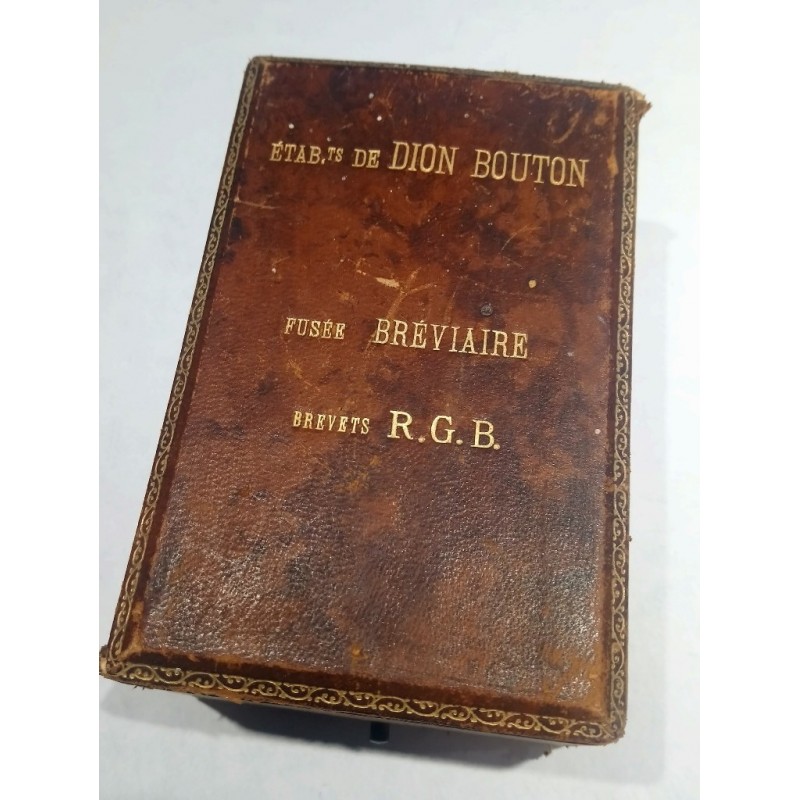 ÉTAB.TS DE DION BOUTON
FUSÉE BRÉVIAIRE
BREVETS R.G.B.